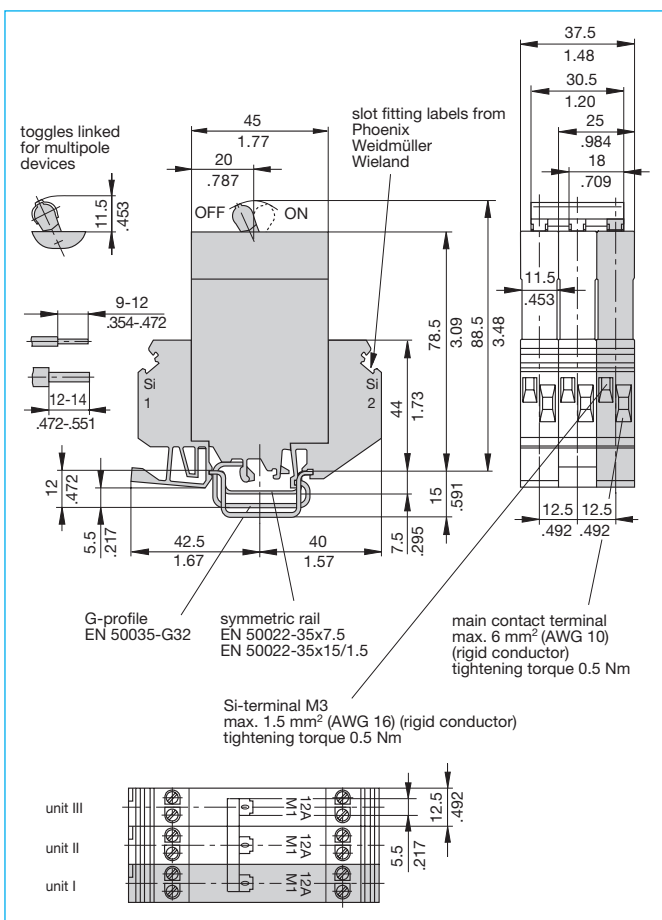 37.5
1.48
30.5
1.20
25
.984
18
.709
slot fitting labels from
Phoenix
Weidmüller
Wieland
45
1.77
20
.787
toggles linked
for multipole
devices
11.5
.453
OFF
ON
9-12
.354-.472
12-14
.472-.551
78.5
3.09
88.5
3.48
11.5
.453
Si
1
Si
2
44
1.73
12
.472
5.5
.217
15
.591
7.5
.295
42.5
1.67
40
1.57
12.5
.492
12.5
.492
G-profile
EN 50035-G32
symmetric rail
EN 50022-35x7.5
EN 50022-35x15/1.5
main contact terminal
max. 6 mm² (AWG 10)
(rigid conductor)
tightening torque 0.5 Nm
Si-terminal M3
max. 1.5 mm² (AWG 16) (rigid conductor)
tightening torque 0.5 Nm
unit III
12A
M1
unit II
12A
M1
unit I
12A
M1
5.5
.217
12.5
.492